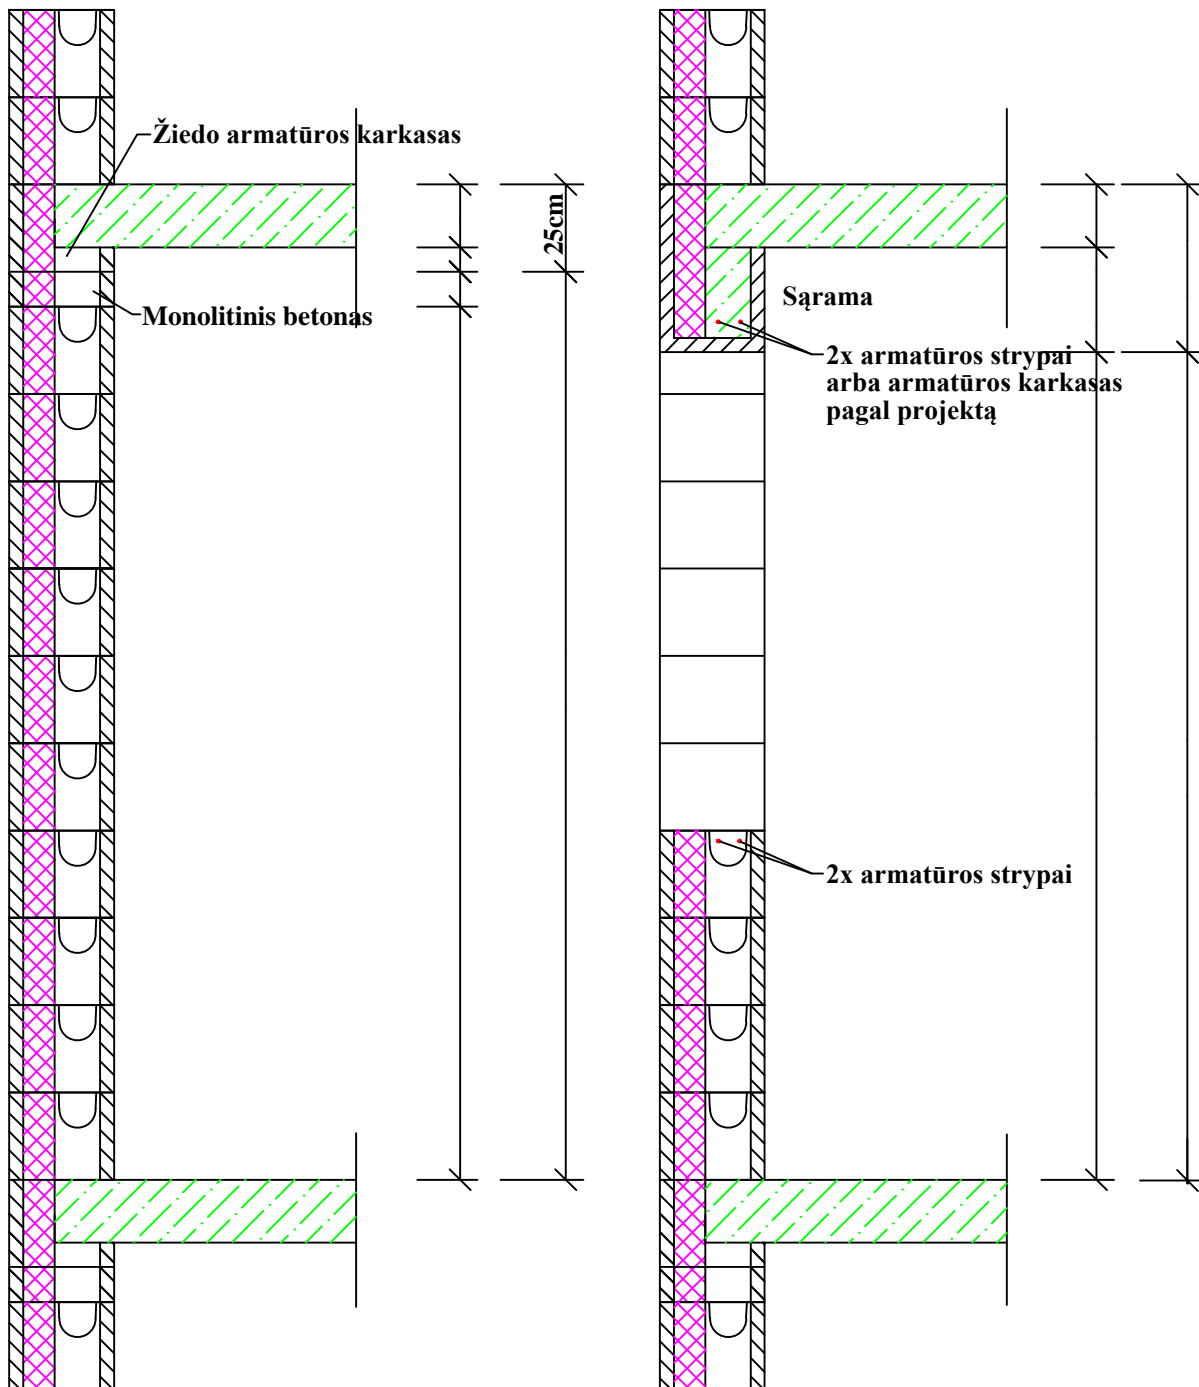 Žiedo armatūros karkasas
25cm
Monolitinis betonas
Sąrama
2x armatūros strypai
arba armatūros karkasas
pagal projektą
2x armatūros strypai